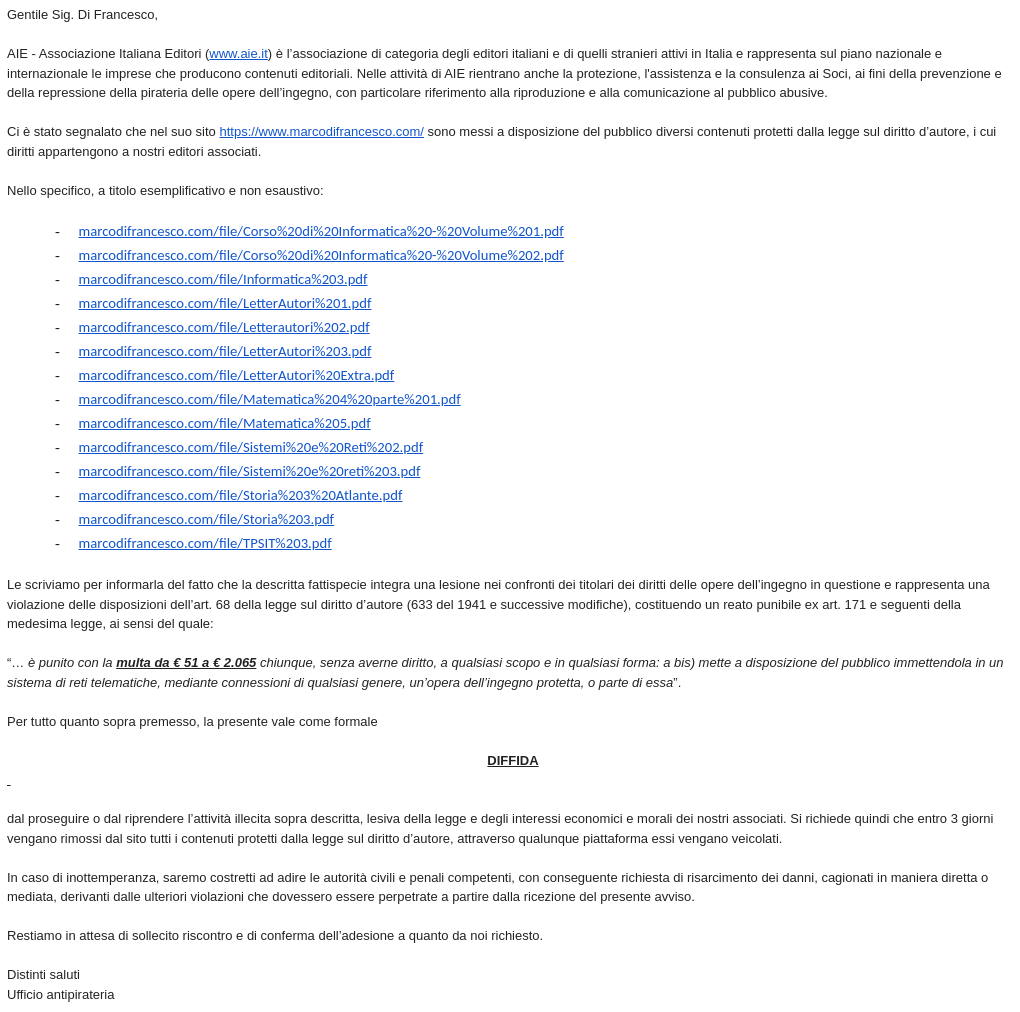 Gentile Sig. Di Francesco,
AIE - Associazione Italiana Editori (www.aie.it) è l’associazione di categoria degli editori italiani e di quelli stranieri attivi in Italia e rappresenta sul piano nazionale e
internazionale le imprese che producono contenuti editoriali. Nelle attività di AIE rientrano anche la protezione, l'assistenza e la consulenza ai Soci, ai fini della prevenzione e
della repressione della pirateria delle opere dell’ingegno, con particolare riferimento alla riproduzione e alla comunicazione al pubblico abusive.
Ci è stato segnalato che nel suo sito https://www.marcodifrancesco.com/ sono messi a disposizione del pubblico diversi contenuti protetti dalla legge sul diritto d’autore, i cui
diritti appartengono a nostri editori associati.
Nello specifico, a titolo esemplificativo e non esaustivo:
- marcodifrancesco.com/file/Corso%20di%20Informatica%20-%20Volume%201.pdf
- marcodifrancesco.com/file/Corso%20di%20Informatica%20-%20Volume%202.pdf
- marcodifrancesco.com/file/Informatica%203.pdf
- marcodifrancesco.com/file/LetterAutori%201.pdf
- marcodifrancesco.com/file/Letterautori%202.pdf
- marcodifrancesco.com/file/LetterAutori%203.pdf
- marcodifrancesco.com/file/LetterAutori%20Extra.pdf
- marcodifrancesco.com/file/Matematica%204%20parte%201.pdf
- marcodifrancesco.com/file/Matematica%205.pdf
- marcodifrancesco.com/file/Sistemi%20e%20Reti%202.pdf
- marcodifrancesco.com/file/Sistemi%20e%20reti%203.pdf
- marcodifrancesco.com/file/Storia%203%20Atlante.pdf
- marcodifrancesco.com/file/Storia%203.pdf
- marcodifrancesco.com/file/TPSIT%203.pdf
Le scriviamo per informarla del fatto che la descritta fattispecie integra una lesione nei confronti dei titolari dei diritti delle opere dell’ingegno in questione e rappresenta una
violazione delle disposizioni dell’art. 68 della legge sul diritto d’autore (633 del 1941 e successive modifiche), costituendo un reato punibile ex art. 171 e seguenti della
medesima legge, ai sensi del quale:
“… è punito con la multa da € 51 a € 2.065 chiunque, senza averne diritto, a qualsiasi scopo e in qualsiasi forma: a bis) mette a disposizione del pubblico immettendola in un
sistema di reti telematiche, mediante connessioni di qualsiasi genere, un’opera dell’ingegno protetta, o parte di essa”.
Per tutto quanto sopra premesso, la presente vale come formale
DIFFIDA
dal proseguire o dal riprendere l’attività illecita sopra descritta, lesiva della legge e degli interessi economici e morali dei nostri associati. Si richiede quindi che entro 3 giorni
vengano rimossi dal sito tutti i contenuti protetti dalla legge sul diritto d’autore, attraverso qualunque piattaforma essi vengano veicolati.
In caso di inottemperanza, saremo costretti ad adire le autorità civili e penali competenti, con conseguente richiesta di risarcimento dei danni, cagionati in maniera diretta o
mediata, derivanti dalle ulteriori violazioni che dovessero essere perpetrate a partire dalla ricezione del presente avviso.
Restiamo in attesa di sollecito riscontro e di conferma dell’adesione a quanto da noi richiesto.
Distinti saluti
Ufficio antipirateria